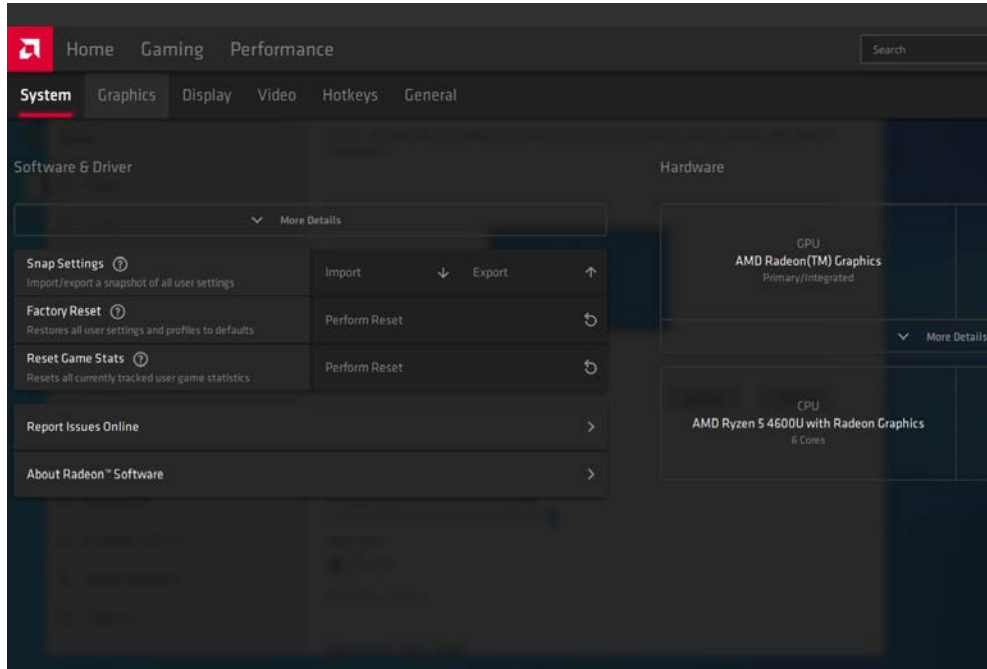 Home Gaming Performance
Search
System Graphics Display Video Hotkeys General
Software & Driver
More Details
Snap Settings ?
Import/export a snapshot of all user settings
Import Export
Factory Reset ?
Restores all user settings and profiles to defaults
Perform Reset
Reset Game Stats ?
Resets all currently tracked user game statistics
Perform Reset
Report Issues Online
About Radeon™ Software
Hardware
GPU
AMD Radeon(TM) Graphics
Primary/Integrated
More Details
CPU
AMD Ryzen 5 4600U with Radeon Graphics
6 Cores